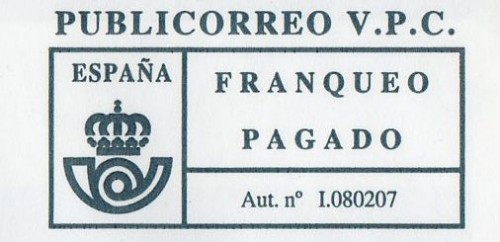 PUBLICORREO V.P.C.
ESPAÑA
FRANQUEO
PAGADO
Aut. nº I.080207